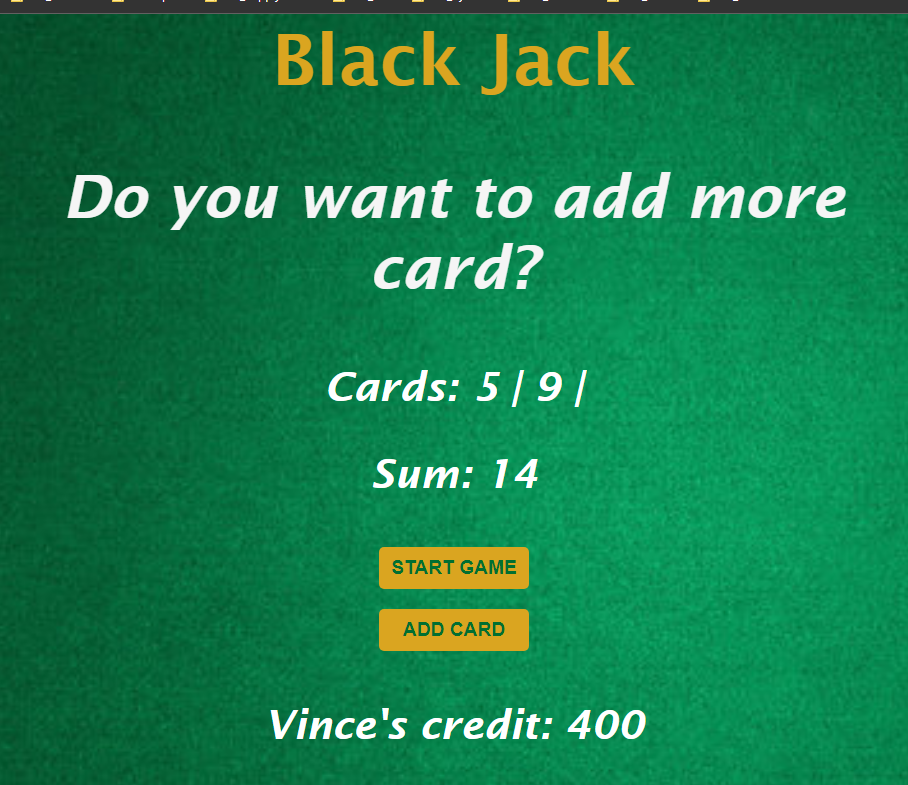 Black Jack
Do you want to add more
card?
Cards: 5 | 9 |
Sum: 14
START GAME
ADD CARD
Vince's credit: 400